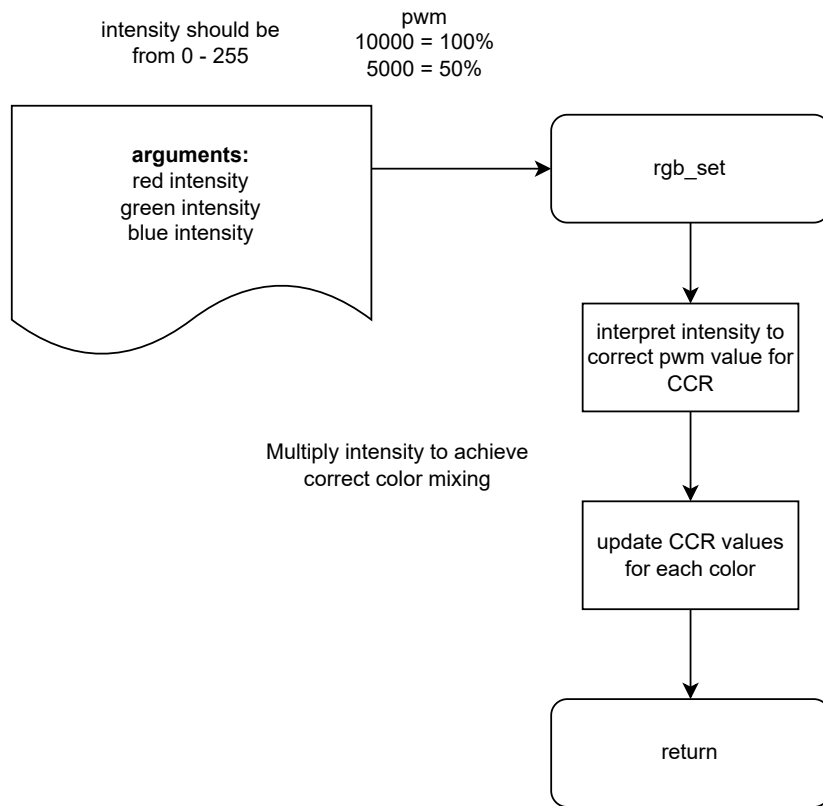 intensity should be
from 0 - 255
pwm
10000 = 100%
5000 = 50%
arguments:
red intensity
green intensity
blue intensity
rgb_set
interpret intensity to
correct pwm value for
CCR
Multiply intensity to achieve
correct color mixing
update CCR values
for each color
return